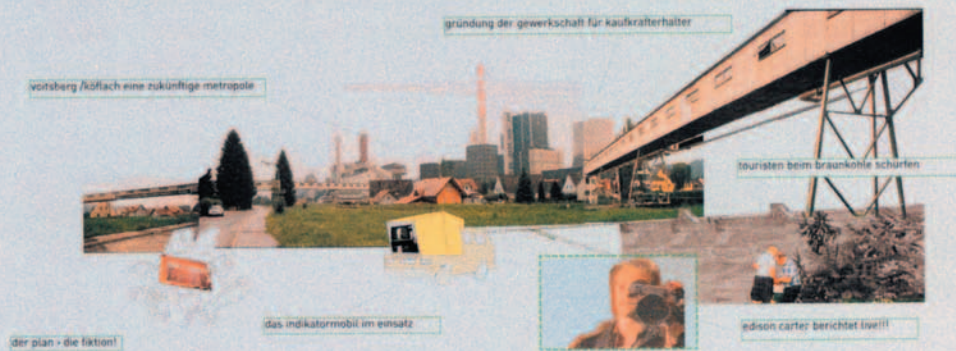 gründung der gewerkschaft für kaufkrafterhalter
voitsberg /köflach eine zukünftige metropole
touristen beim braunkohle schürfen
das indikatormobil im einsatz
edison carter berichtet live!!!
der plan > die fiktion!